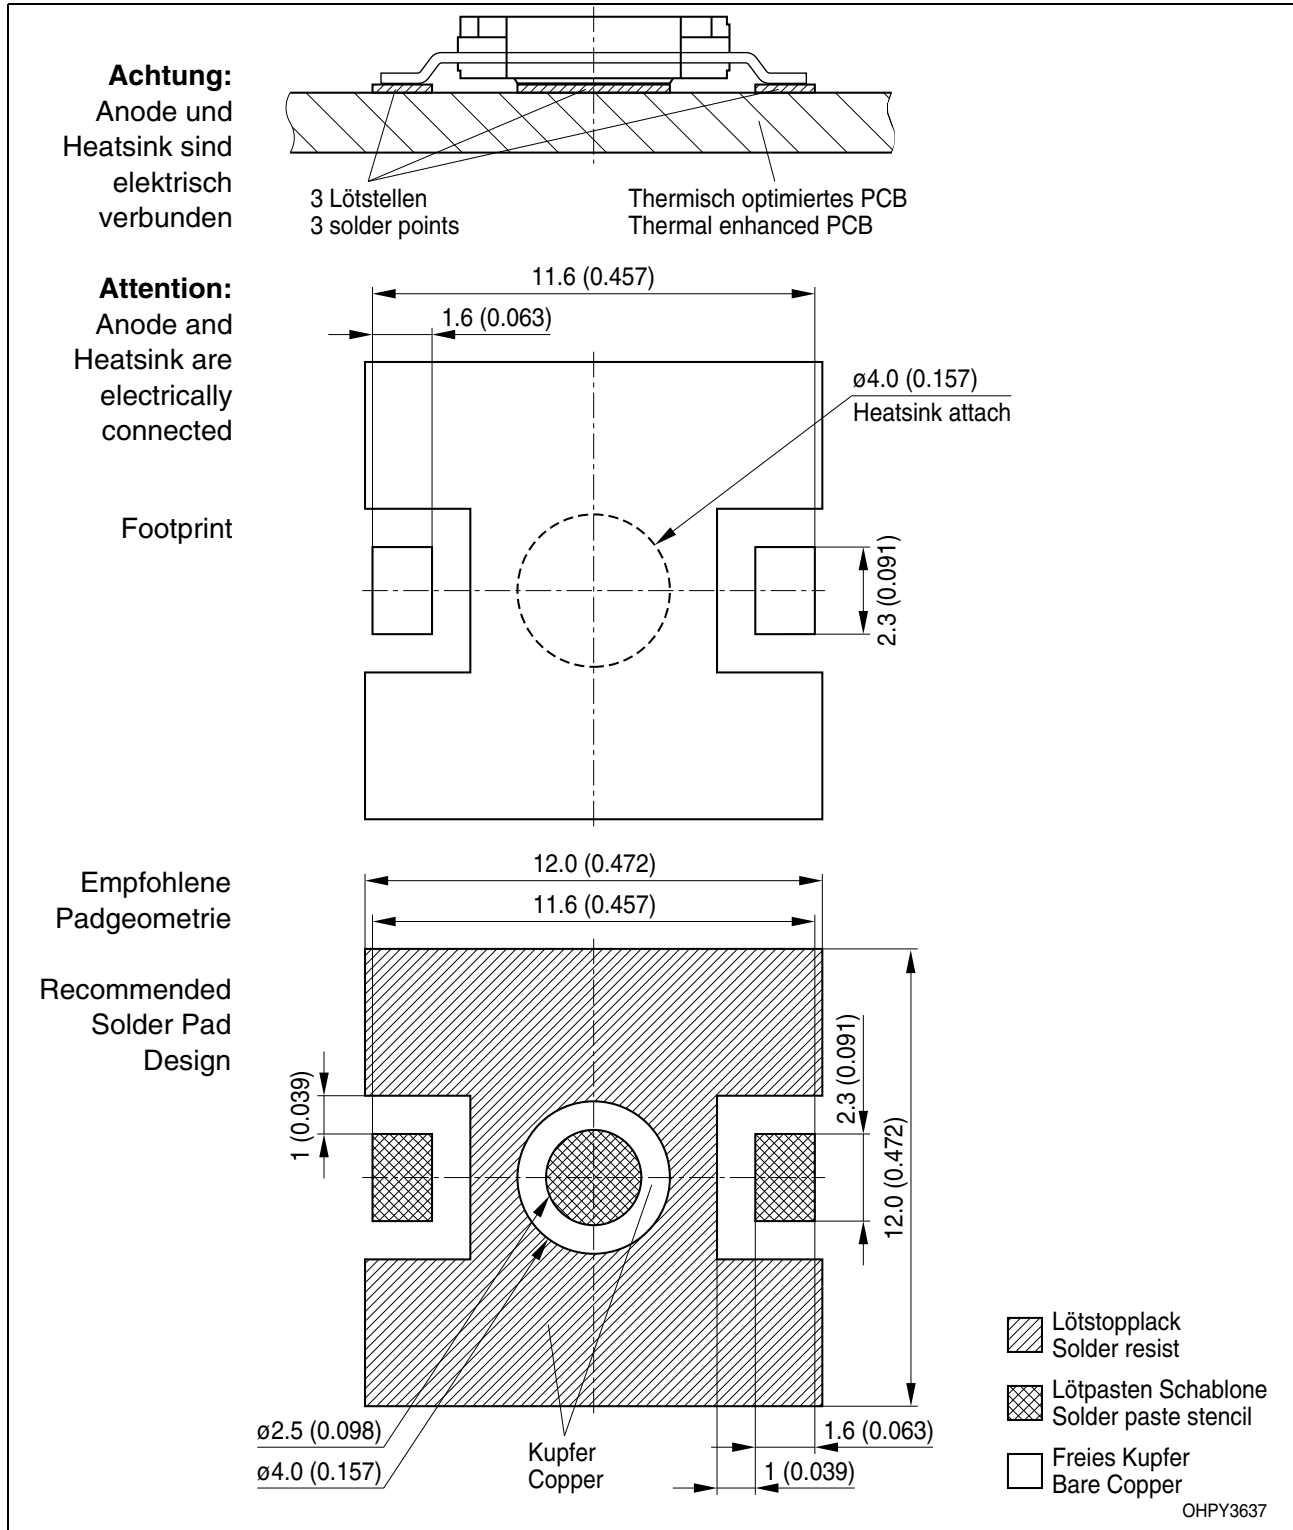 Achtung:
Anode und
Heatsink sind
elektrisch
verbunden
3 Lötstellen
3 solder points
Thermisch optimiertes PCB
Thermal enhanced PCB
Attention:
Anode and
Heatsink are
electrically
connected
Footprint
11.6 (0.457)
1.6 (0.063)
ø4.0 (0.157)
Heatsink attach
2.3 (0.091)
Empfohlene
Padgeometrie
Recommended
Solder Pad
Design
12.0 (0.472)
11.6 (0.457)
1 (0.039)
2.3 (0.091)
12.0 (0.472)
ø2.5 (0.098)
ø4.0 (0.157)
Kupfer
Copper
1.6 (0.063)
1 (0.039)
Lötstopplack
Solder resist
Lötpasten Schablone
Solder paste stencil
Freies Kupfer
Bare Copper
OHPY3637